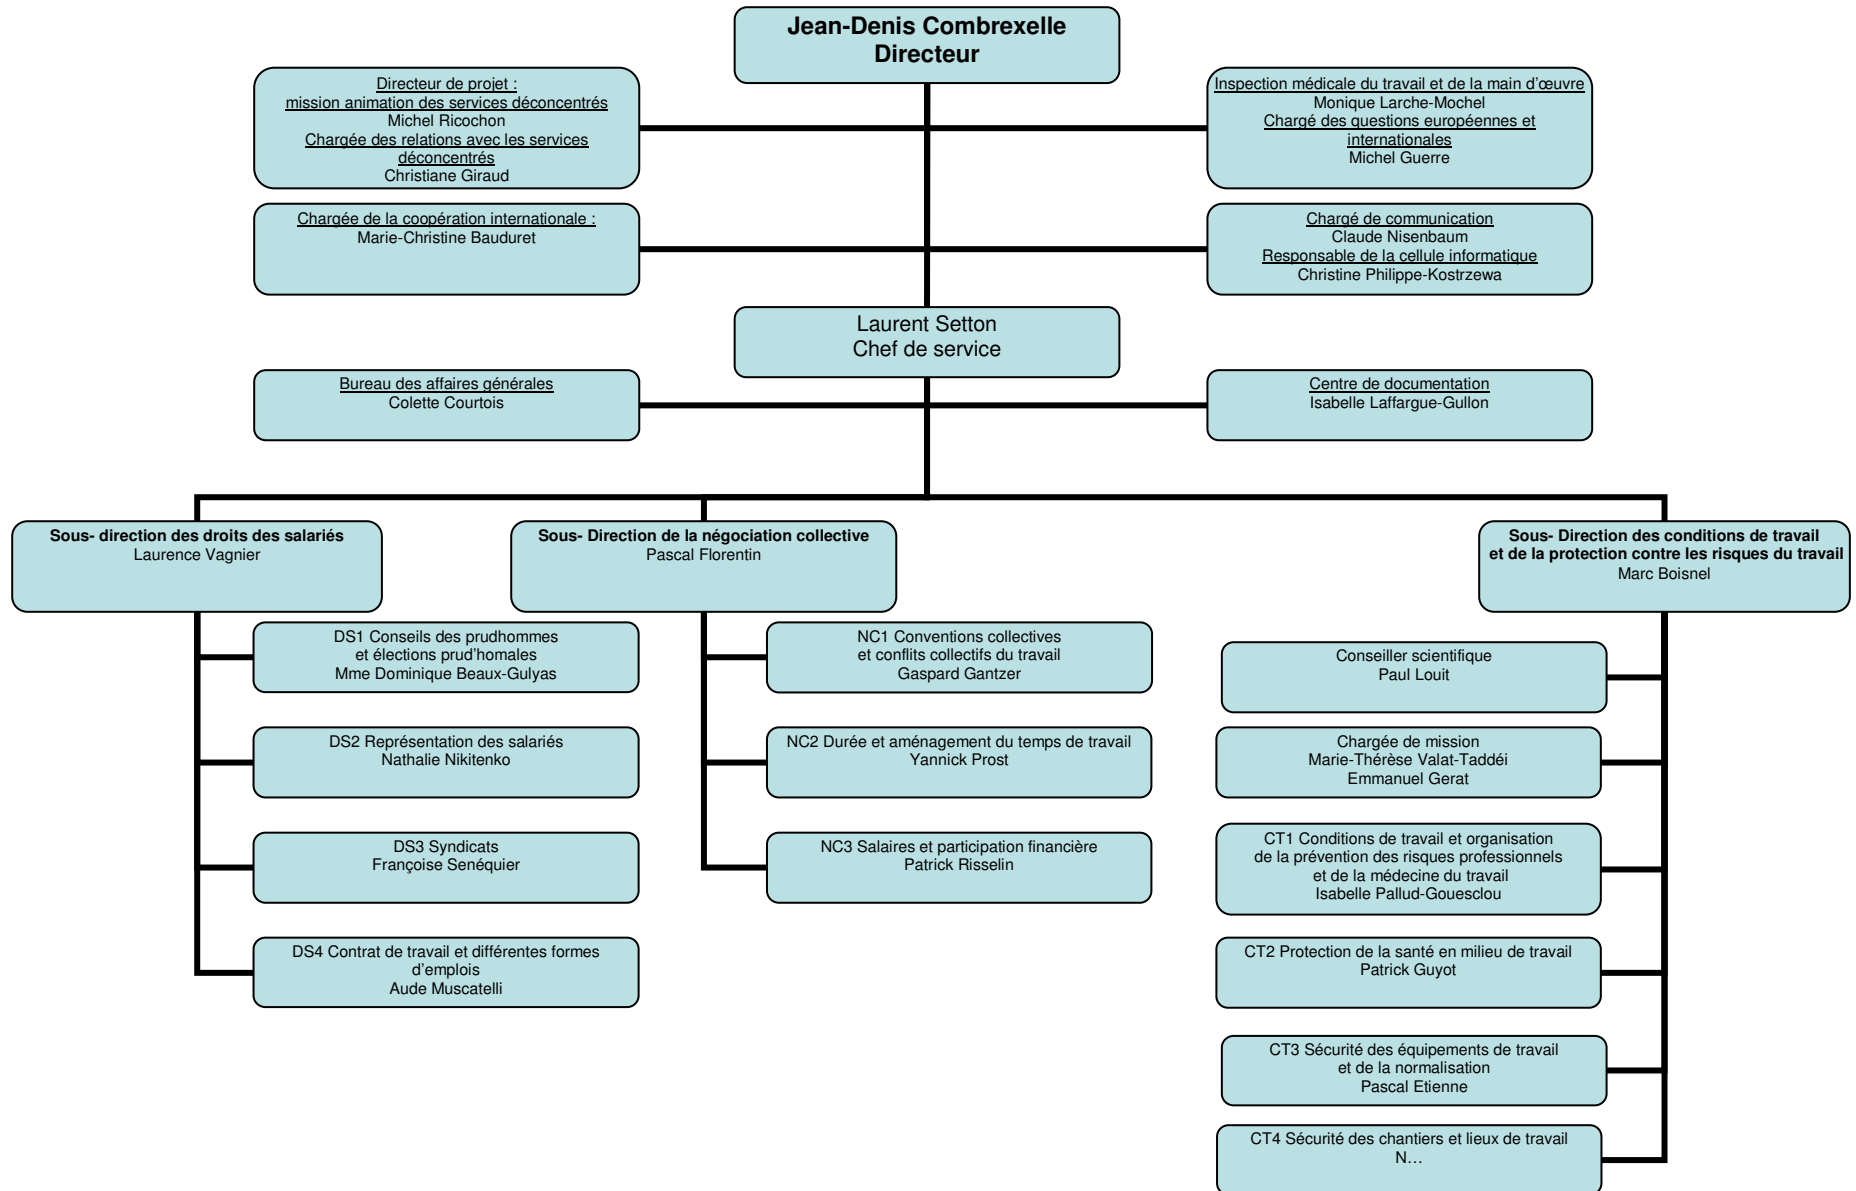 Jean-Denis Combrexelle
Directeur
Directeur de projet :
mission animation des services déconcentrés
Michel Ricochon
Chargée des relations avec les services
déconcentrés
Christiane Giraud
Inspection médicale du travail et de la main d'œuvre
Monique Larche-Mochel
Chargé des questions européennes et
internationales
Michel Guerre
Chargée de la coopération internationale :
Marie-Christine Bauduret
Chargé de communication
Claude Nisenbaum
Responsable de la cellule informatique
Christine Philippe-Kostrzewa
Laurent Setton
Chef de service
Bureau des affaires générales
Colette Courtois
Centre de documentation
Isabelle Laffargue-Gullon
Sous- direction des droits des salariés
Laurence Vagnier
Sous- Direction de la négociation collective
Pascal Florentin
Sous- Direction des conditions de travail
et de la protection contre les risques du travail
Marc Boisnel
DS1 Conseils des prudhommes
et élections prud'homales
Mme Dominique Beaux-Gulyas
DS2 Représentation des salariés
Nathalie Nikitenko
DS3 Syndicats
Françoise Senéquier
DS4 Contrat de travail et différentes formes
d'emplois
Aude Muscatelli
NC1 Conventions collectives
et conflits collectifs du travail
Gaspard Gantzer
NC2 Durée et aménagement du temps de travail
Yannick Prost
NC3 Salaires et participation financière
Patrick Risselin
Conseiller scientifique
Paul Louit
Chargée de mission
Marie-Thérèse Valat-Taddéi
Emmanuel Gerat
CT1 Conditions de travail et organisation
de la prévention des risques professionnels
et de la médecine du travail
Isabelle Pallud-Gouesclou
CT2 Protection de la santé en milieu de travail
Patrick Guyot
CT3 Sécurité des équipements de travail
et de la normalisation
Pascal Etienne
CT4 Sécurité des chantiers et lieux de travail
N…